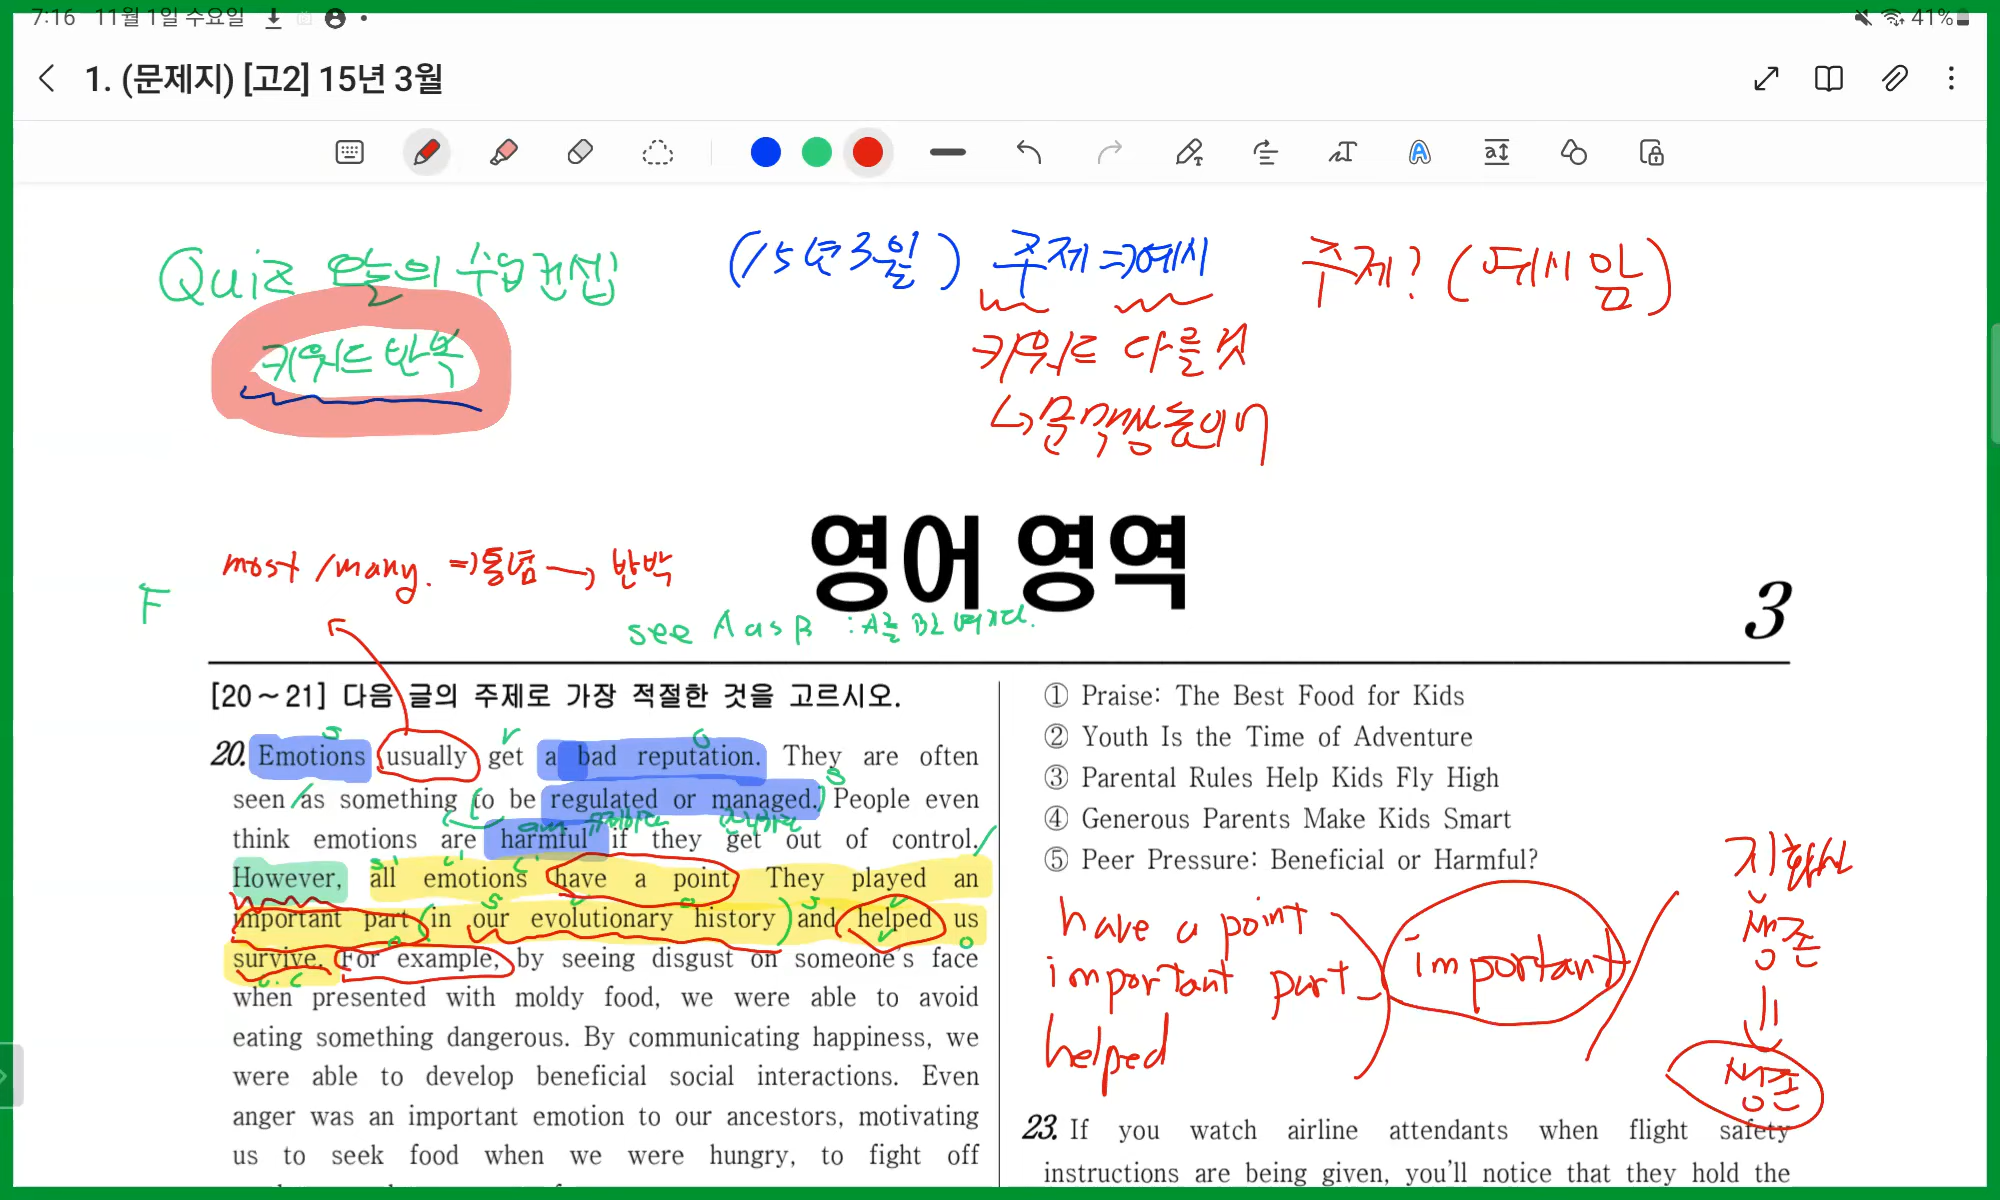 7:16 11월 1일 수요일
41%
1. (문제지) [고2] 15년 3월
Quiz 오늘의 수업컨셉
키워드 반복
(15년 3월) 주제 ⇒ 예시
키워드 다를 것
↳ 문맥상 동의어
주제? (예시 앞)
영어 영역
3
most / many. ⇒ 통념 → 반박
F
see A as B : A를 B로 여기다.
[20～21] 다음 글의 주제로 가장 적절한 것을 고르시오.
20. Emotions usually get a bad reputation. They are often
seen as something to be regulated or managed. People even
규제하다
think emotions are harmful if they get out of control.
However, all emotions have a point. They played an
important part in our evolutionary history and helped us
survive. For example, by seeing disgust on someone's face
when presented with moldy food, we were able to avoid
eating something dangerous. By communicating happiness, we
were able to develop beneficial social interactions. Even
anger was an important emotion to our ancestors, motivating
us to seek food when we were hungry, to fight off
① Praise: The Best Food for Kids
② Youth Is the Time of Adventure
③ Parental Rules Help Kids Fly High
④ Generous Parents Make Kids Smart
⑤ Peer Pressure: Beneficial or Harmful?
have a point
important part
helped
important
생존
생존
23. If you watch airline attendants when flight safety
instructions are being given, you'll notice that they hold the